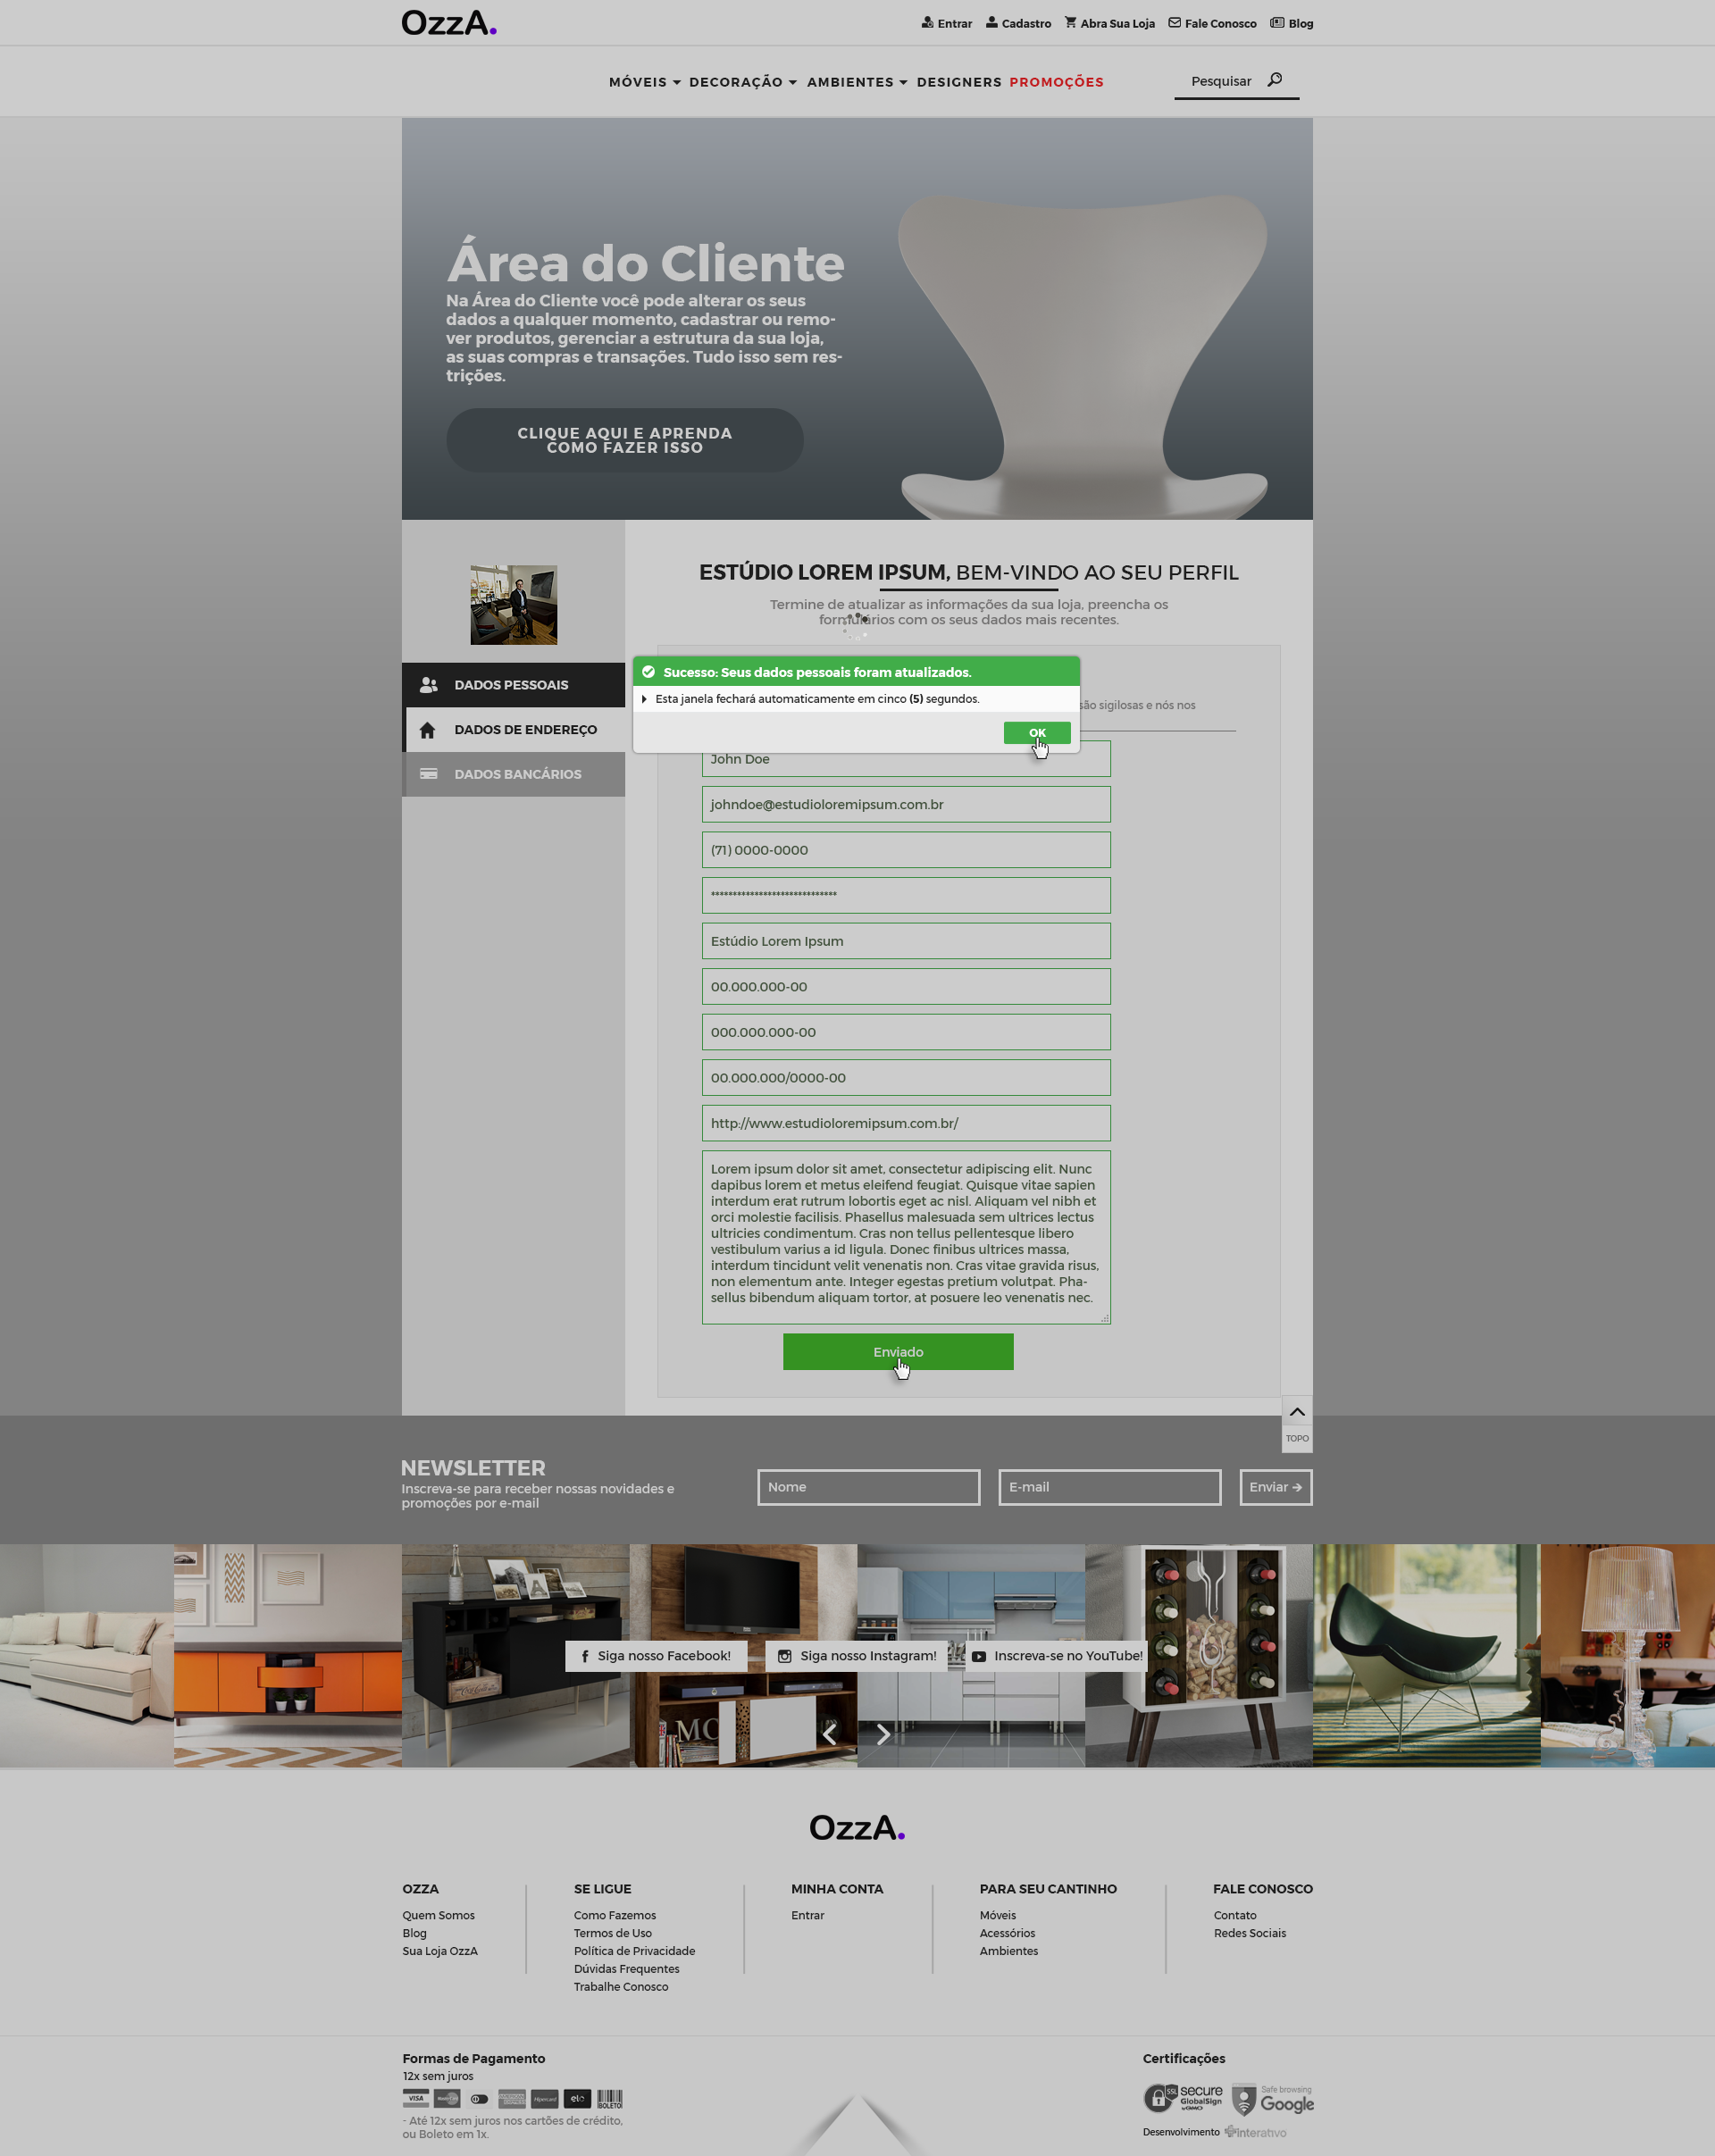 OzzA.
Entrar Cadastro Abra Sua Loja Fale Conosco Blog
MÓVEIS DECORAÇÃO AMBIENTES DESIGNERS PROMOÇÕES Pesquisar
Área do Cliente
Na Área do Cliente você pode alterar os seus
dados a qualquer momento, cadastrar ou remo-
ver produtos, gerenciar a estrutura da sua loja,
as suas compras e transações. Tudo isso sem res-
trições.
CLIQUE AQUI E APRENDA
COMO FAZER ISSO
DADOS PESSOAIS
DADOS DE ENDEREÇO
DADOS BANCÁRIOS
ESTÚDIO LOREM IPSUM, BEM-VINDO AO SEU PERFIL
Termine de atualizar as informações da sua loja, preencha os
formulários com os seus dados mais recentes.
Sucesso: Seus dados pessoais foram atualizados.
Esta janela fechará automaticamente em cinco (5) segundos.
são sigilosas e nós nos
OK
John Doe
johndoe@estudioloremipsum.com.br
(71) 0000-0000
*****************************
Estúdio Lorem Ipsum
00.000.000-00
000.000.000-00
00.000.000/0000-00
http://www.estudioloremipsum.com.br/
Lorem ipsum dolor sit amet, consectetur adipiscing elit. Nunc
dapibus lorem et metus eleifend feugiat. Quisque vitae sapien
interdum erat rutrum lobortis eget ac nisl. Aliquam vel nibh et
orci molestie facilisis. Phasellus malesuada sem ultrices lectus
ultricies condimentum. Cras non tellus pellentesque libero
vestibulum varius a id ligula. Donec finibus ultrices massa,
interdum tincidunt velit venenatis non. Cras vitae gravida risus,
non elementum ante. Integer egestas pretium volutpat. Pha-
sellus bibendum aliquam tortor, at posuere leo venenatis nec.
Enviado
TOPO
NEWSLETTER
Inscreva-se para receber nossas novidades e
promoções por e-mail
Nome E-mail Enviar
Siga nosso Facebook! Siga nosso Instagram! Inscreva-se no YouTube!
OzzA.
OZZA
Quem Somos
Blog
Sua Loja OzzA
SE LIGUE
Como Fazemos
Termos de Uso
Política de Privacidade
Dúvidas Frequentes
Trabalhe Conosco
MINHA CONTA
Entrar
PARA SEU CANTINHO
Móveis
Acessórios
Ambientes
FALE CONOSCO
Contato
Redes Sociais
Formas de Pagamento
12x sem juros
VISA Hipercard elo BOLETO
- Até 12x sem juros nos cartões de crédito,
ou Boleto em 1x.
Certificações
SSL secure
GlobalSign
by GMO
Safe browsing
Google
Desenvolvimento interativo